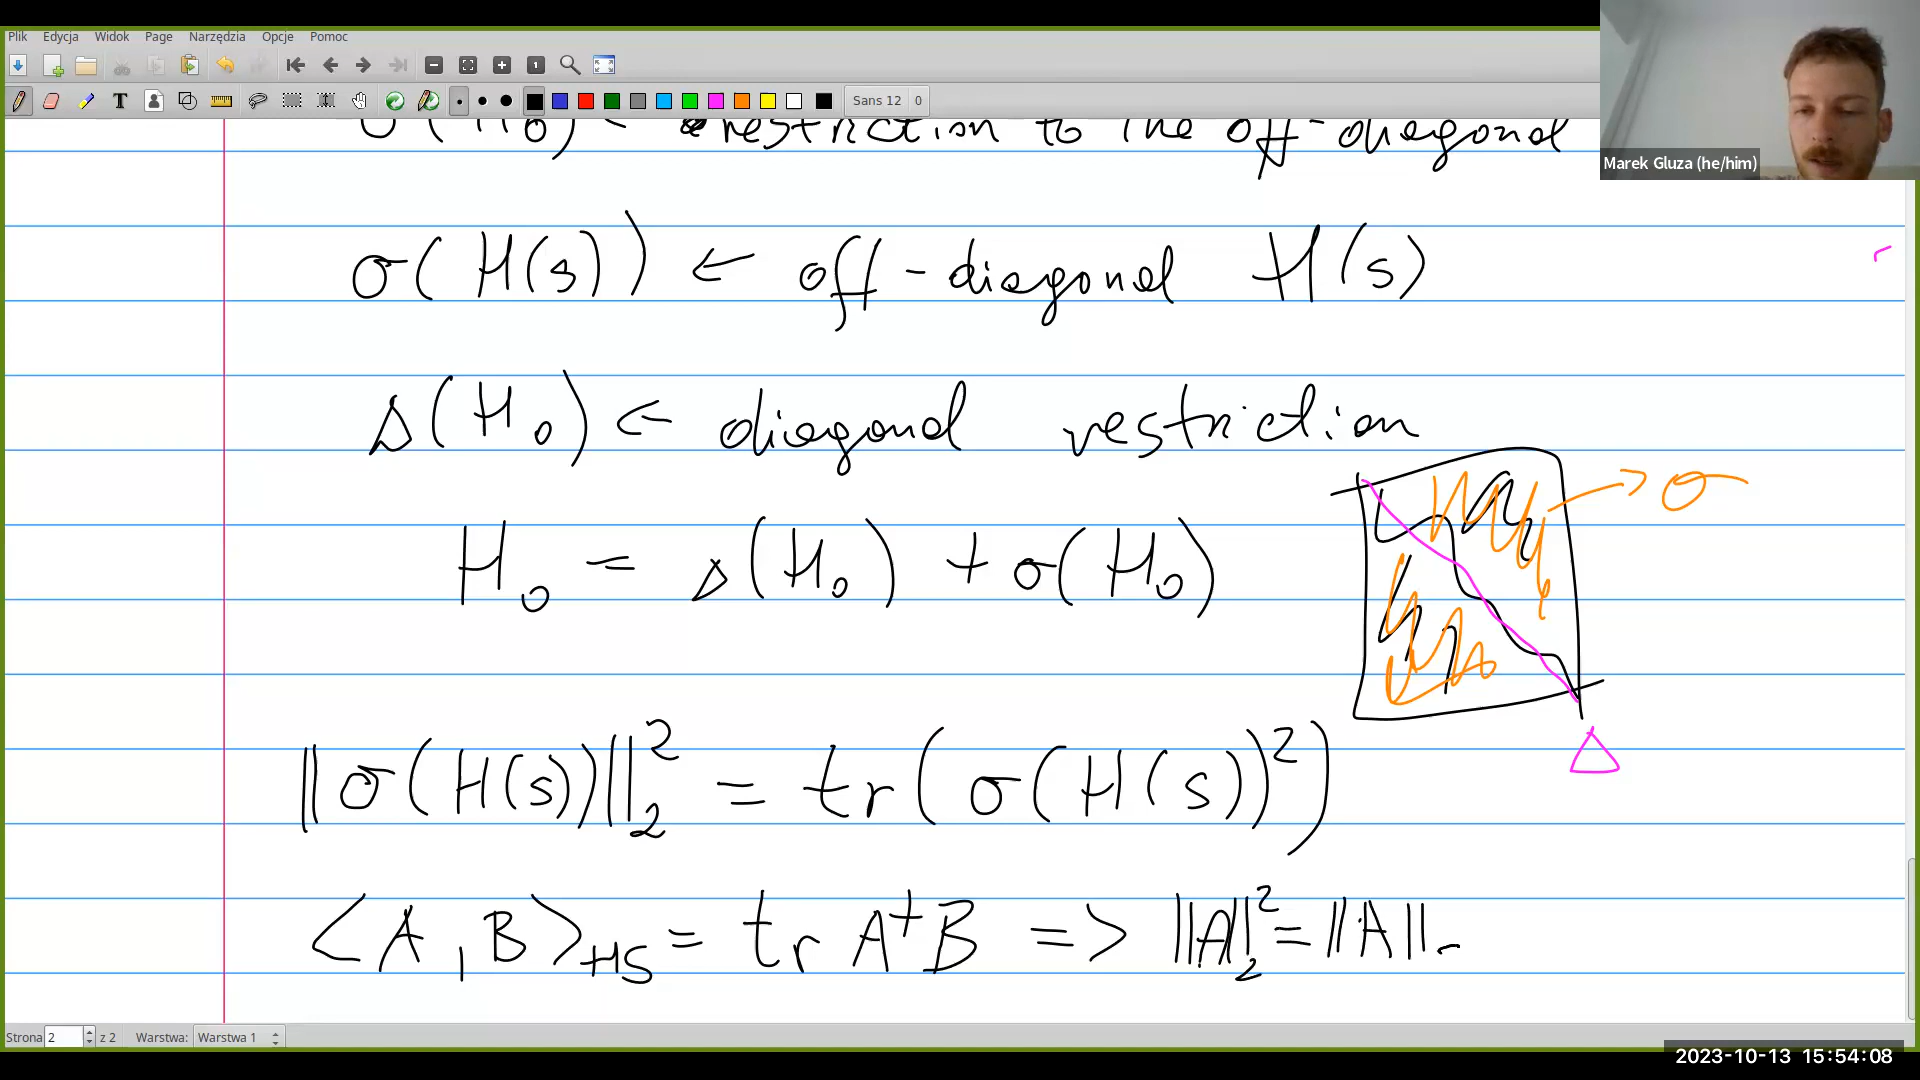 Plik Edycja Widok Page Narzędzia Opcje Pomoc
Sans 12 0
Marek Gluza (he/him)
σ(H₀) ← restriction to the off-diagonal
σ(H(s)) ← off-diagonal H(s)
Δ(H₀) ← diagonal restriction
→ σ
H₀ = Δ(H₀) + σ(H₀)
Δ
||σ(H(s))||₂² = tr(σ(H(s))²)
<A, B>_HS = tr A†B => ||A||₂² = ||A||
Strona 2 z 2 Warstwa: Warstwa 1
2023-10-13 15:54:08